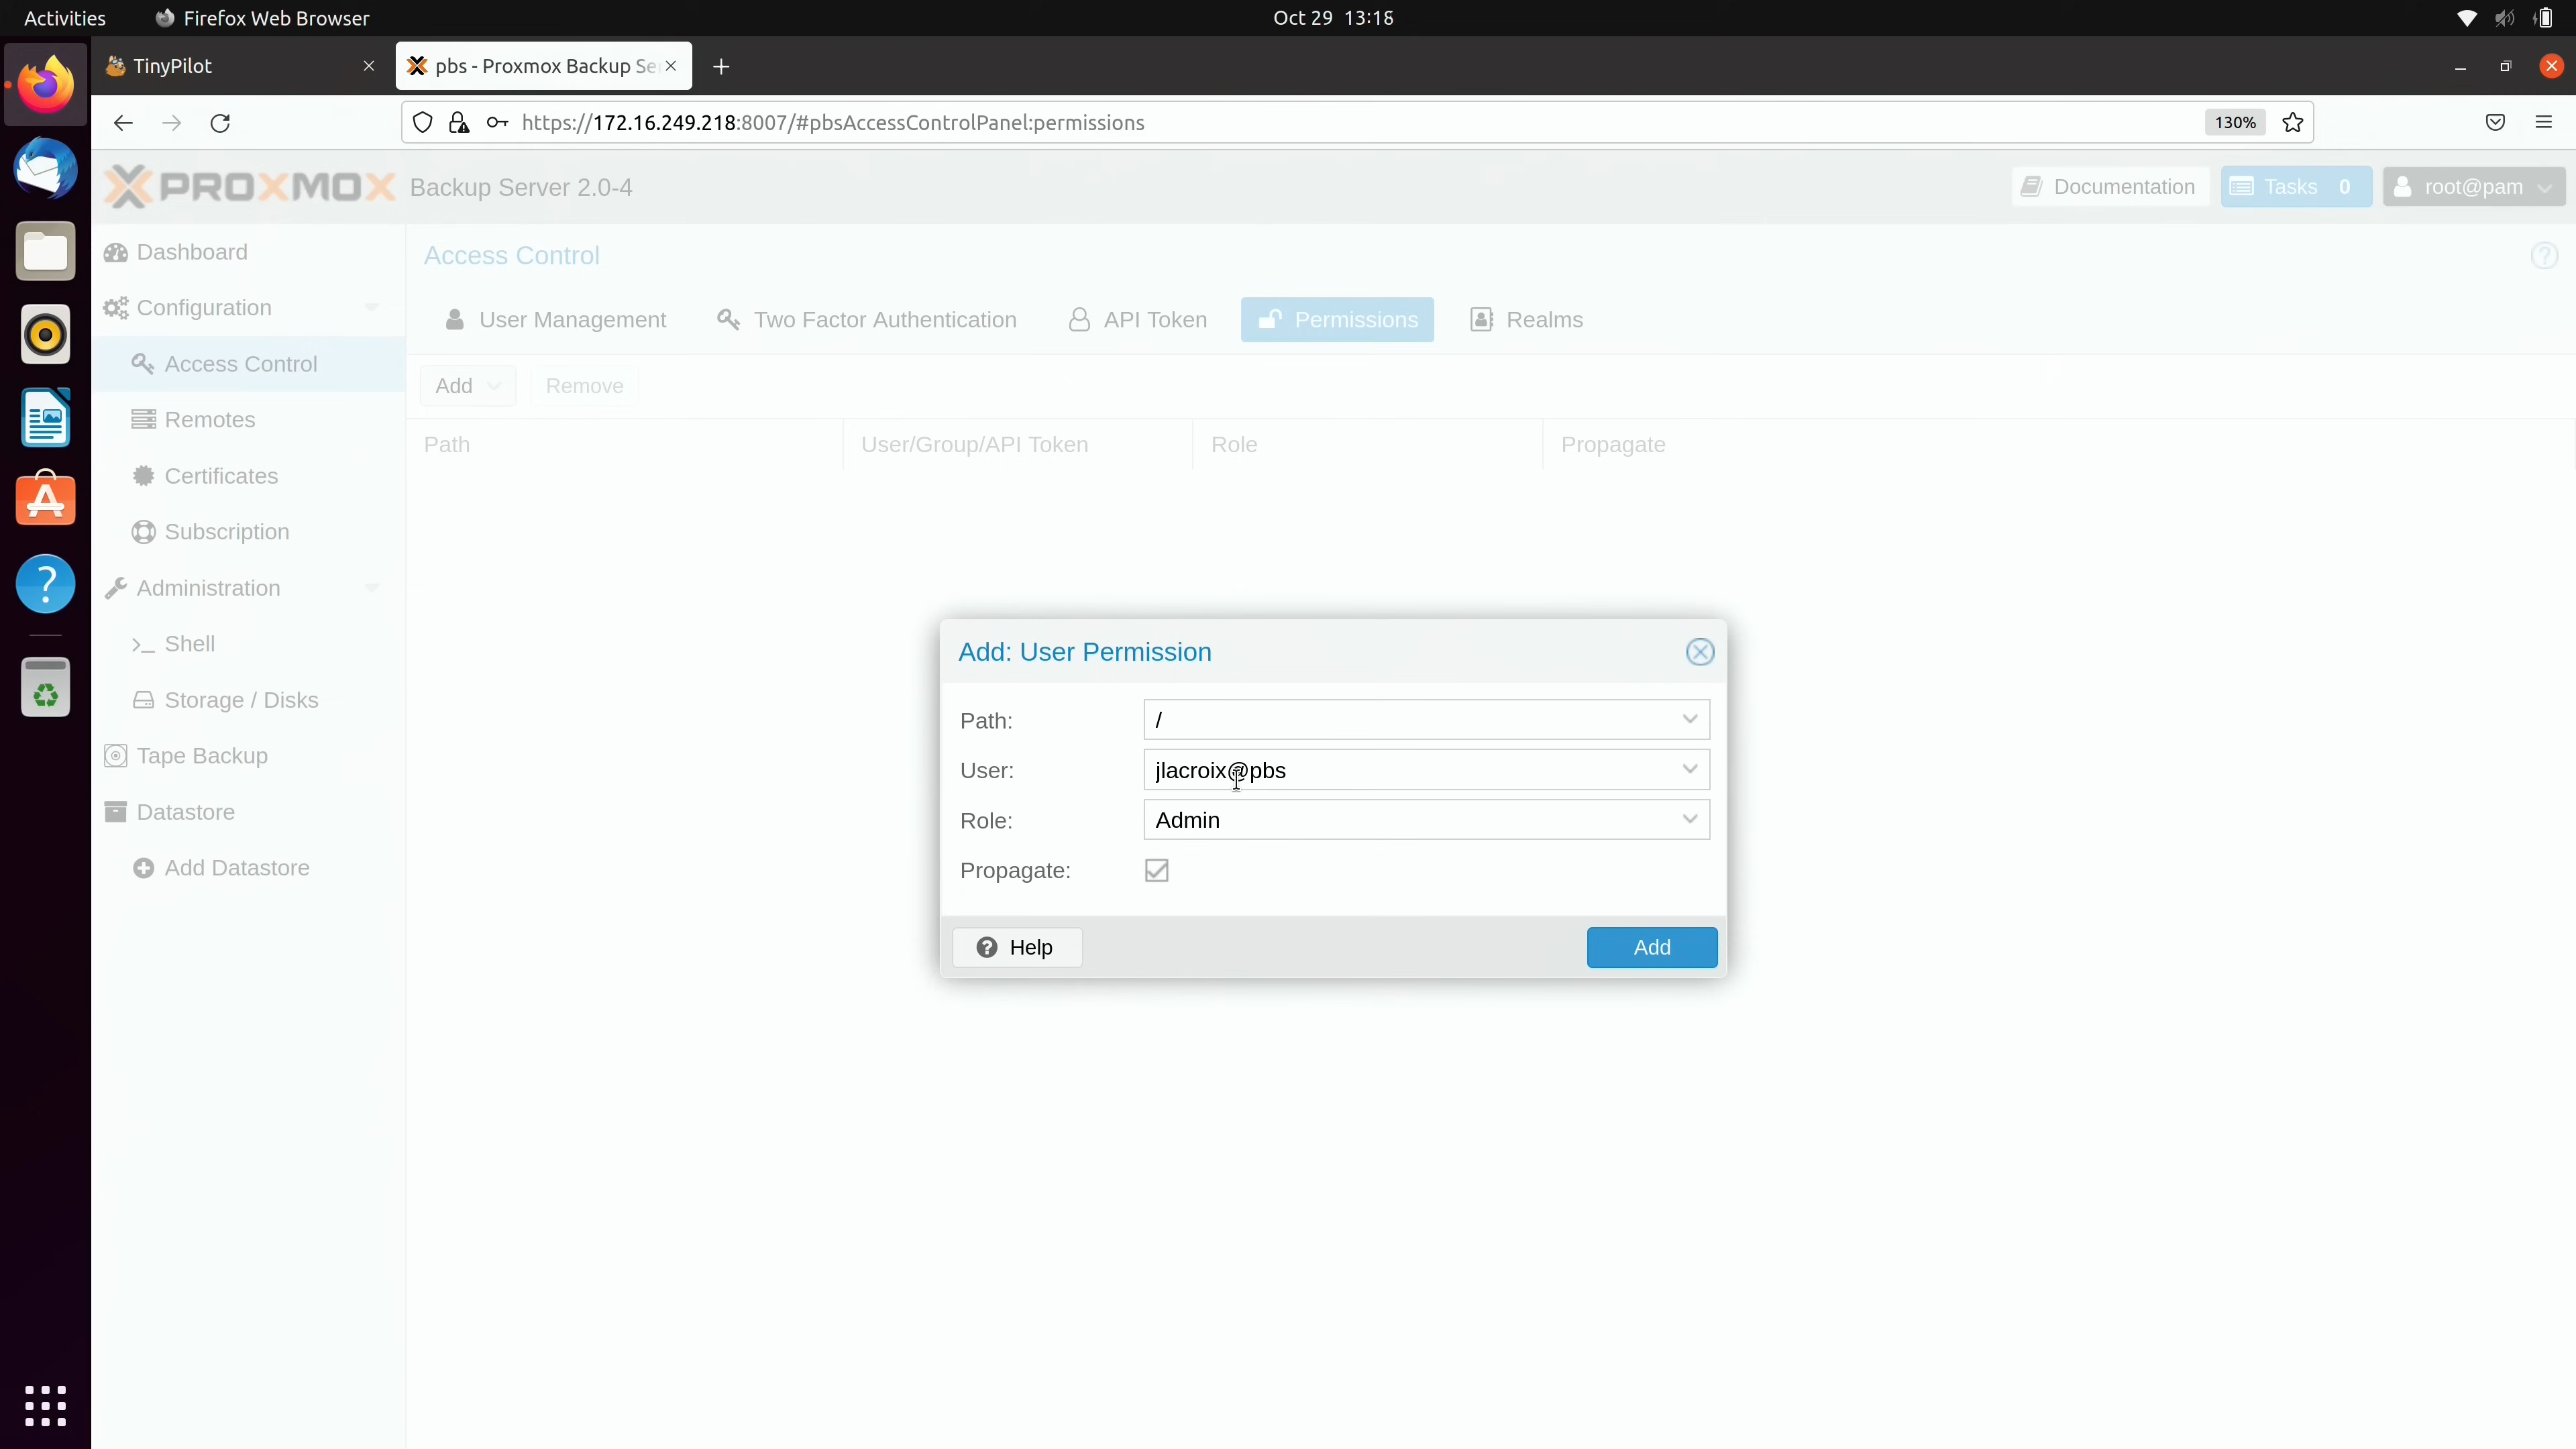 Activities Firefox Web Browser Oct 29 13:18
TinyPilot pbs - Proxmox Backup Se
https://172.16.249.218:8007/#pbsAccessControlPanel:permissions 130%
PROXMOX Backup Server 2.0-4 Documentation Tasks 0 root@pam
Dashboard
Configuration
Access Control
Remotes
Certificates
Subscription
Administration
Shell
Storage / Disks
Tape Backup
Datastore
Add Datastore
Access Control
User Management Two Factor Authentication API Token Permissions Realms
Add Remove
Path User/Group/API Token Role Propagate
Add: User Permission
Path: /
User: jlacroix@pbs
Role: Admin
Propagate:
Help Add